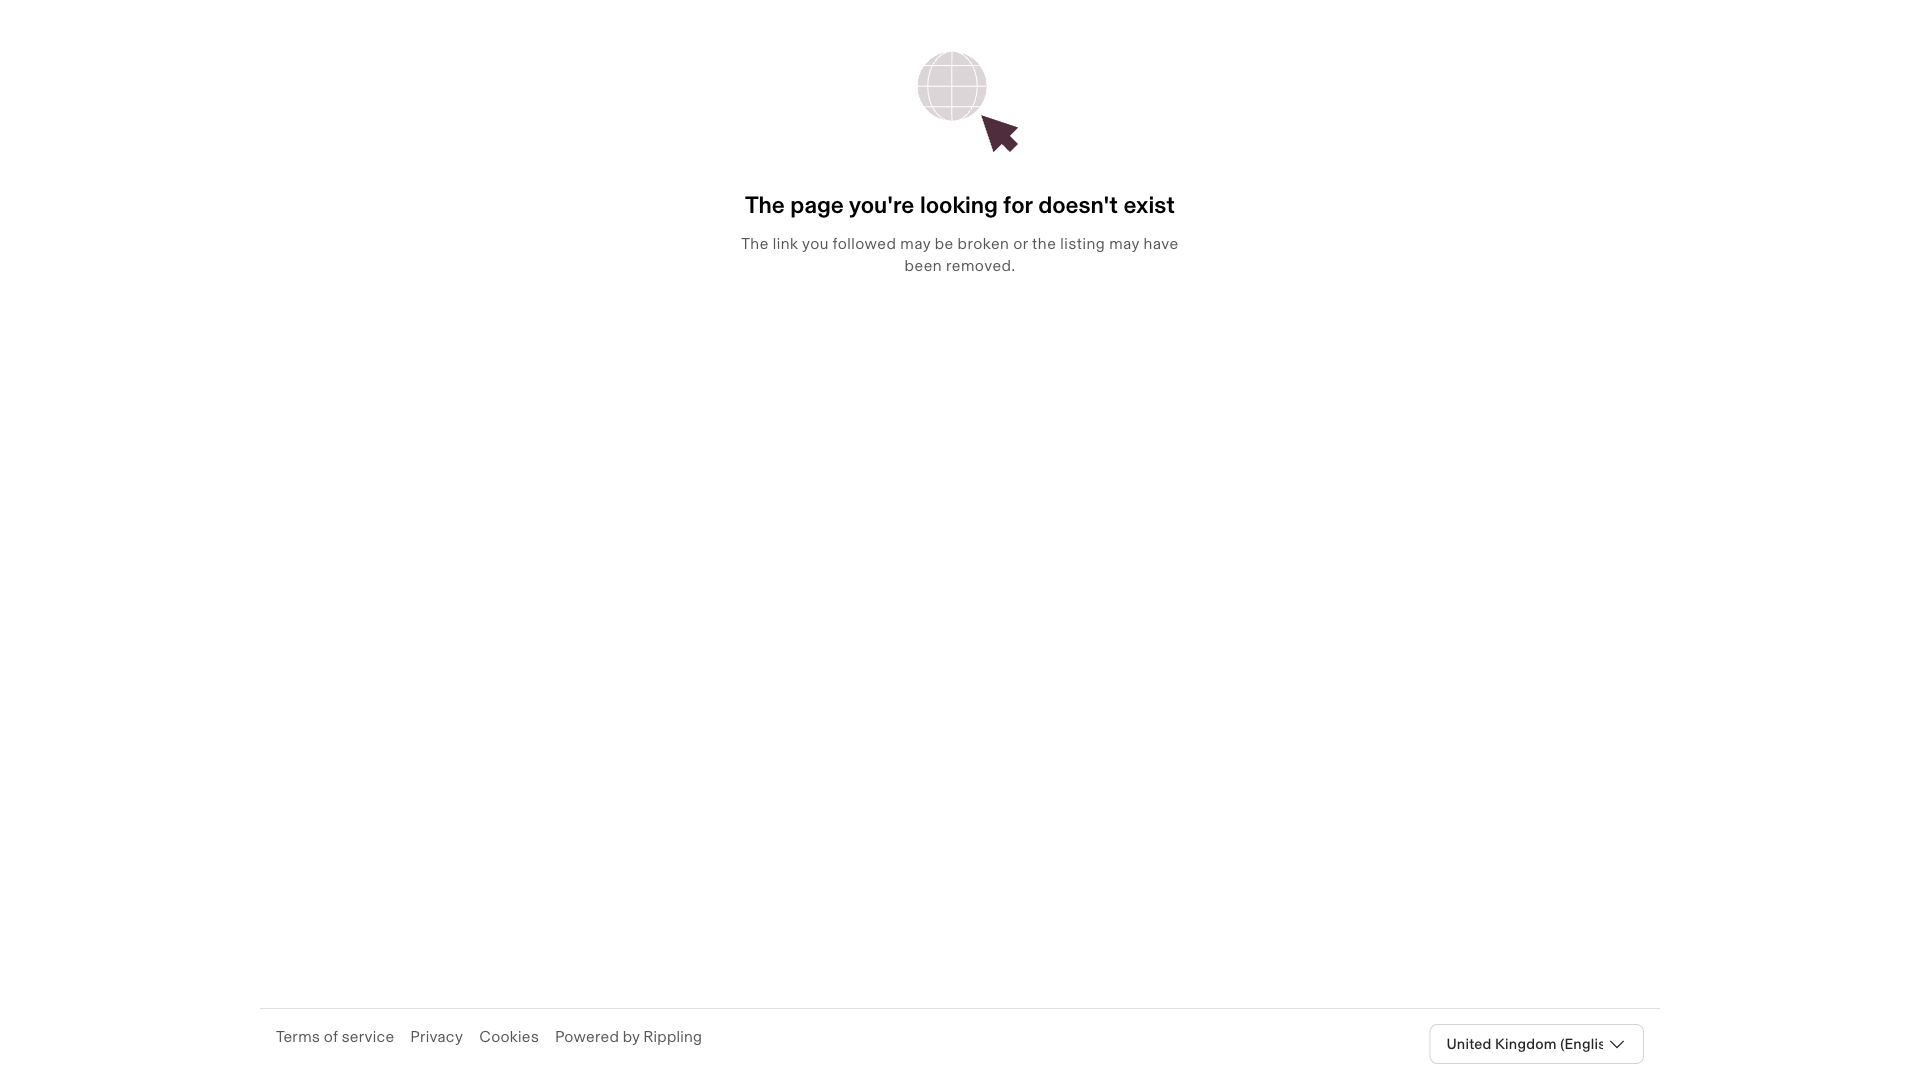 The page you're looking for doesn't exist
The link you followed may be broken or the listing may have
been removed.
Terms of service Privacy Cookies Powered by Rippling
United Kingdom (Englis